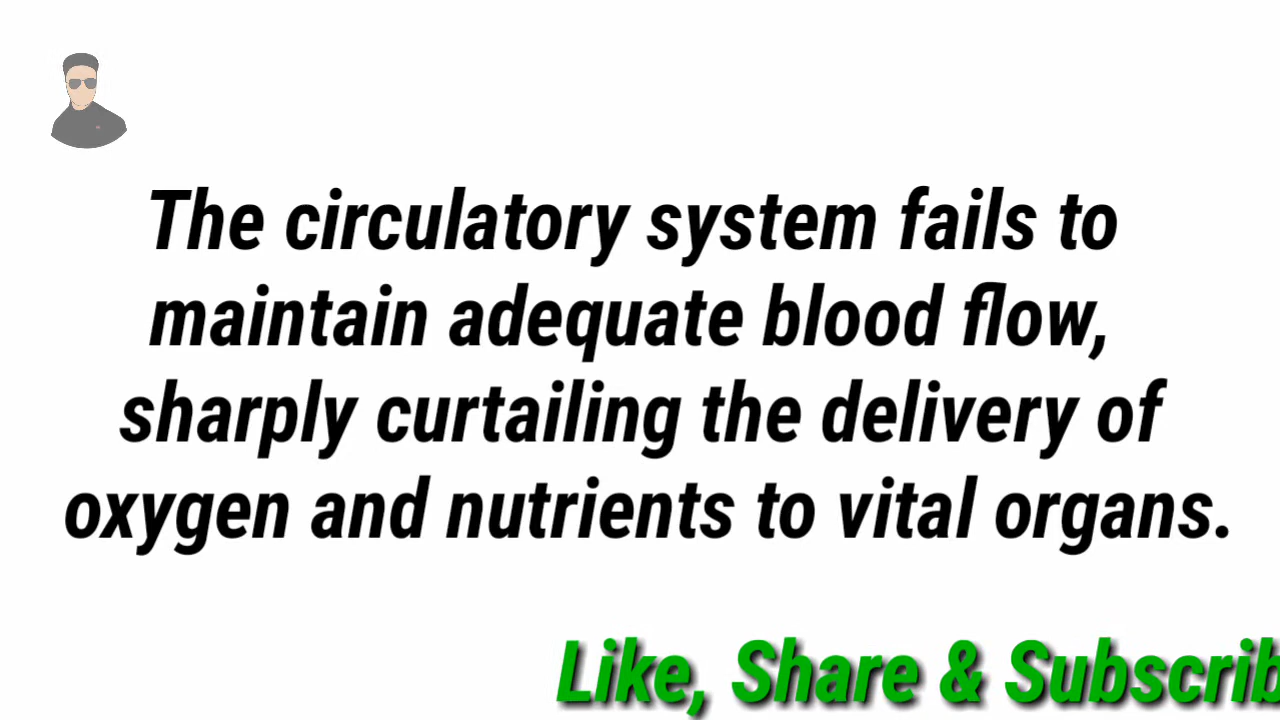 The circulatory system fails to
maintain adequate blood flow,
sharply curtailing the delivery of
oxygen and nutrients to vital organs.
Like, Share & Subscrib